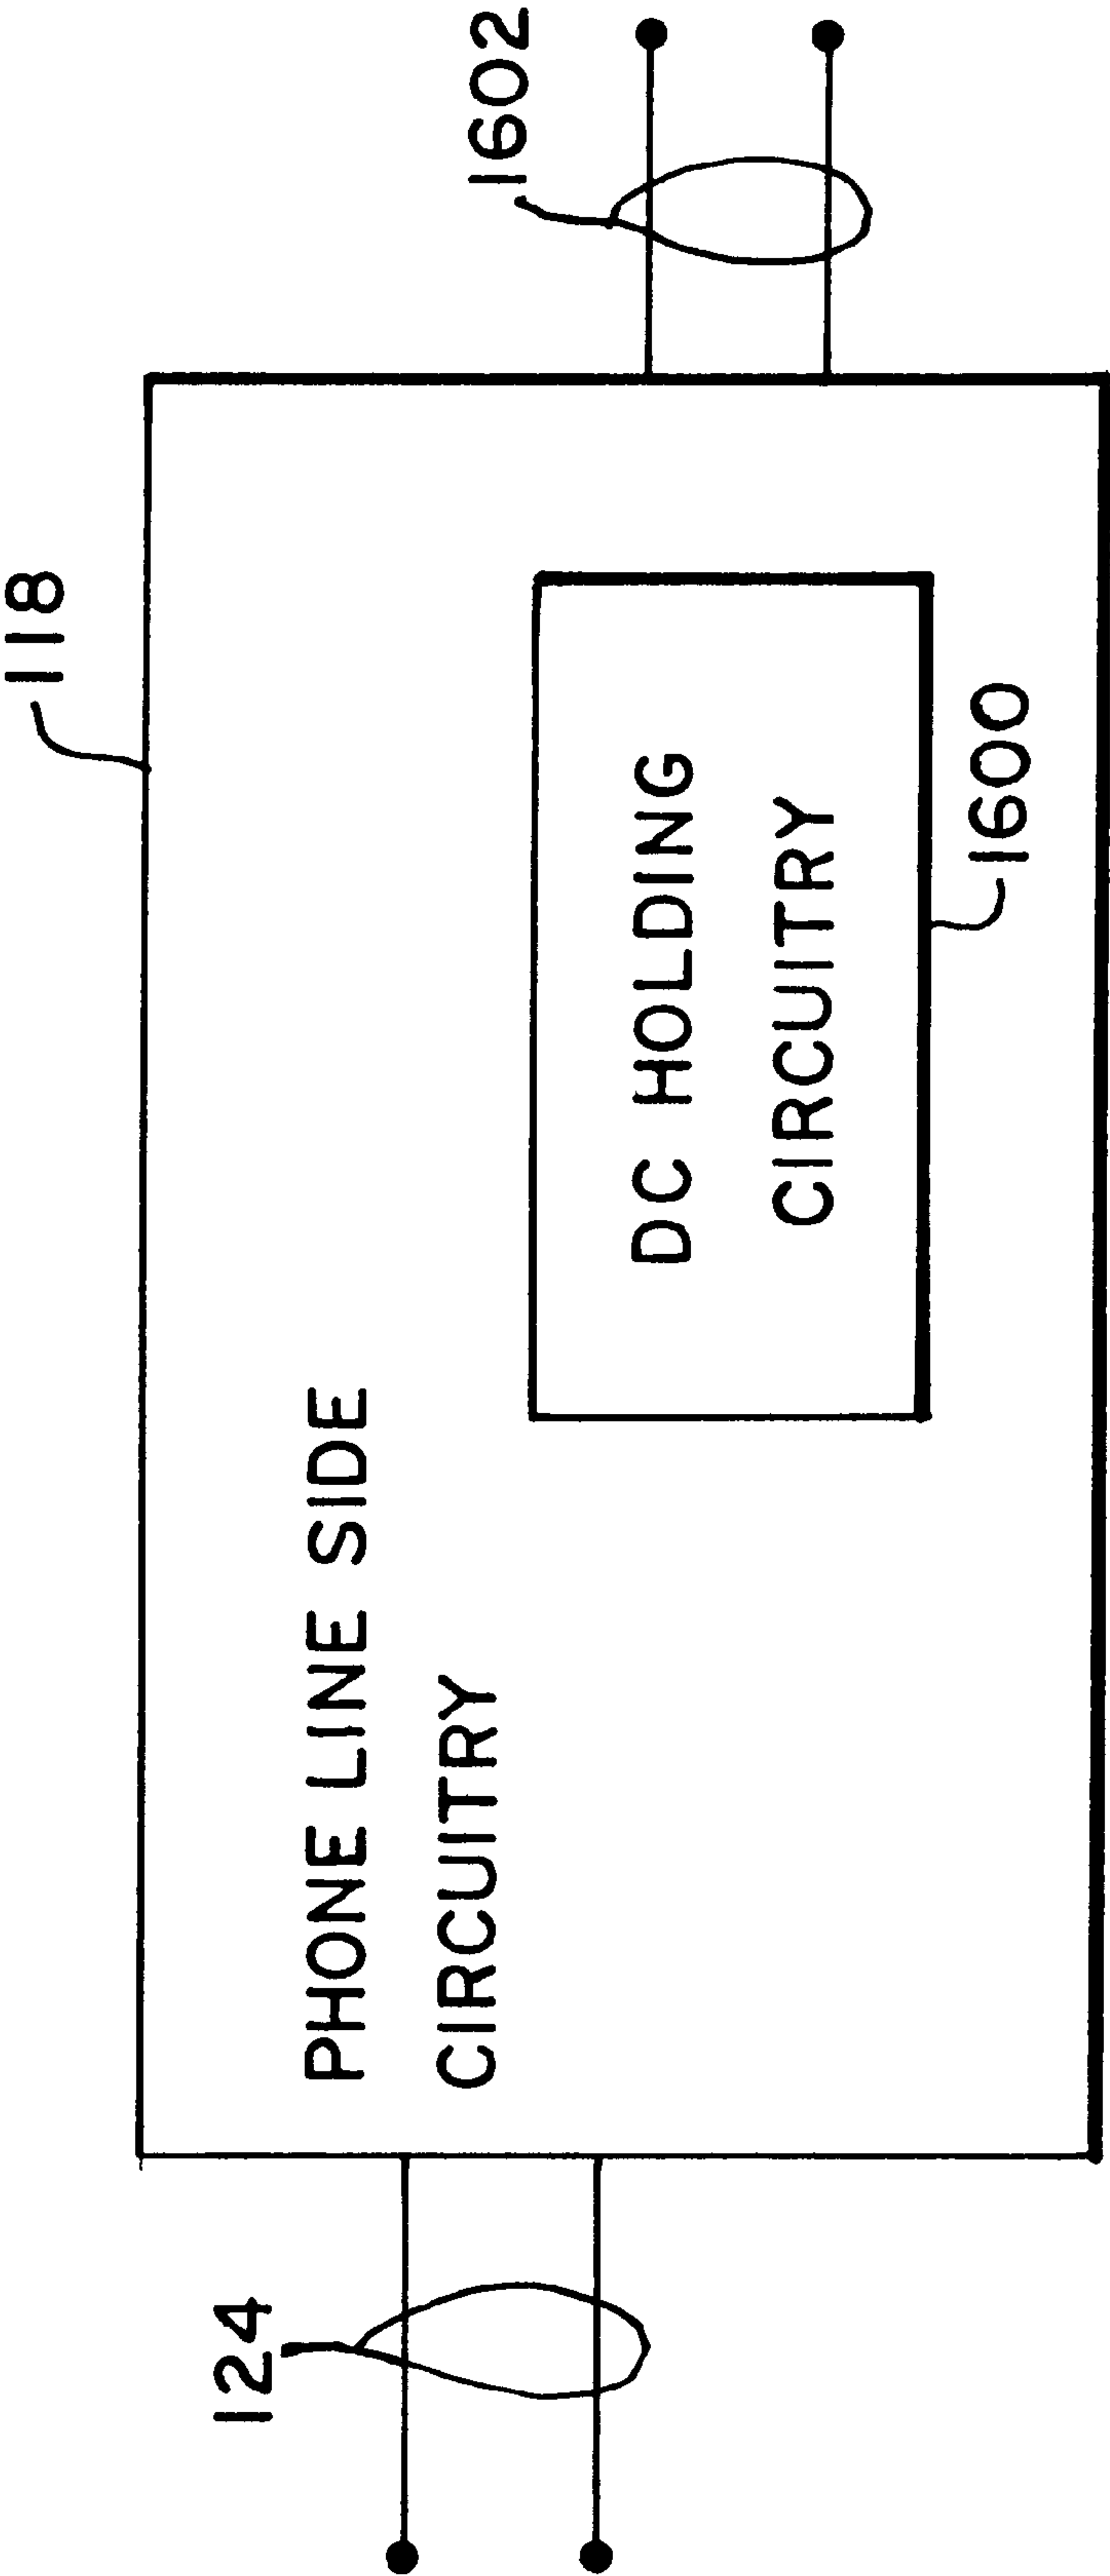 118
1602
PHONE LINE SIDE
CIRCUITRY
DC HOLDING
CIRCUITRY
1600
124